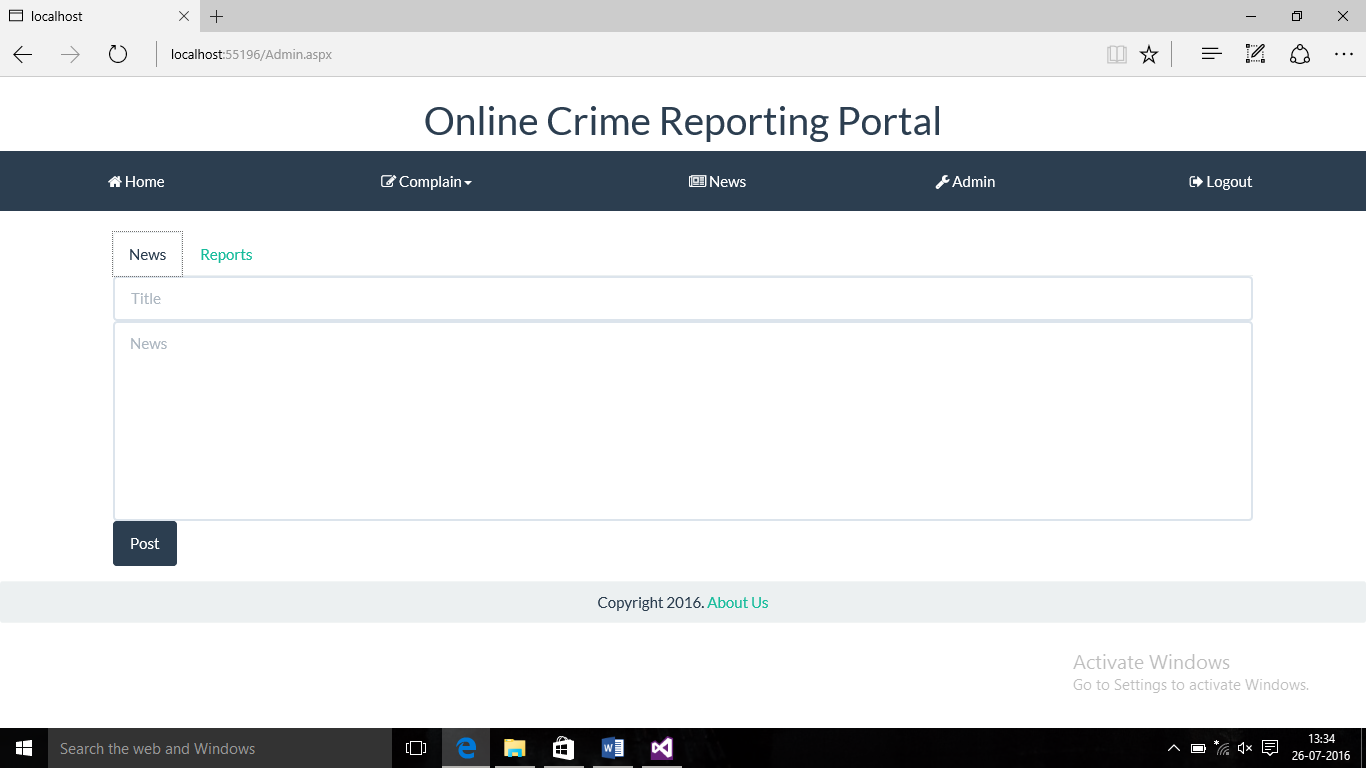 localhost
localhost:55196/Admin.aspx
Online Crime Reporting Portal
Home Complain News Admin Logout
News Reports
Title
News
Post
Copyright 2016. About Us
Activate Windows
Go to Settings to activate Windows.
Search the web and Windows
13:34
26-07-2016